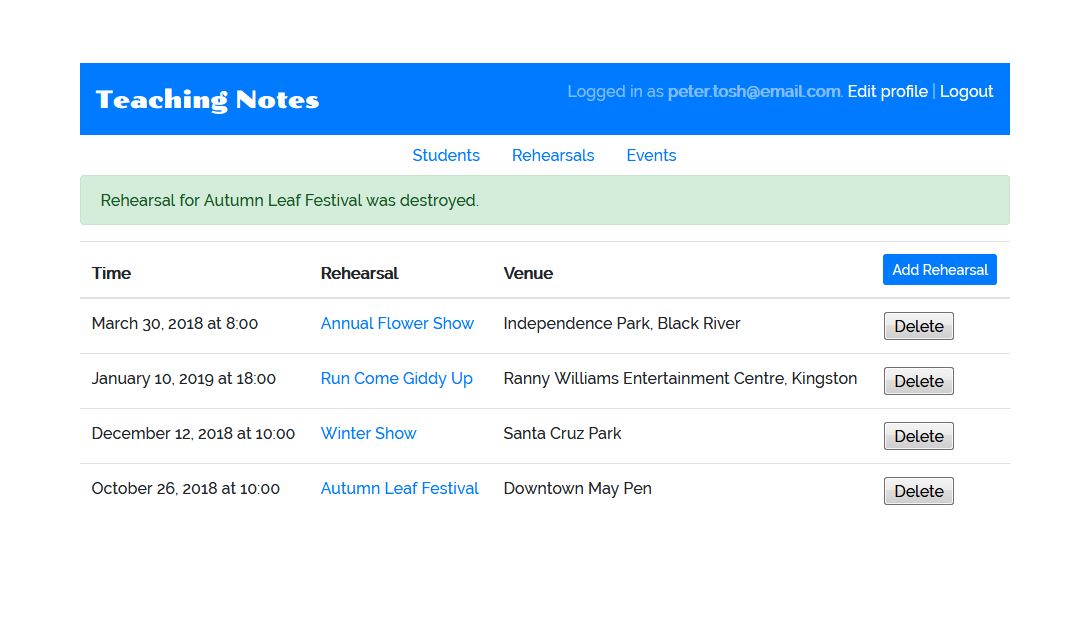 Teaching Notes
Logged in as peter.tosh@email.com. Edit profile | Logout
Students Rehearsals Events
Rehearsal for Autumn Leaf Festival was destroyed.
Time Rehearsal Venue Add Rehearsal
March 30, 2018 at 8:00 Annual Flower Show Independence Park, Black River Delete
January 10, 2019 at 18:00 Run Come Giddy Up Ranny Williams Entertainment Centre, Kingston Delete
December 12, 2018 at 10:00 Winter Show Santa Cruz Park Delete
October 26, 2018 at 10:00 Autumn Leaf Festival Downtown May Pen Delete